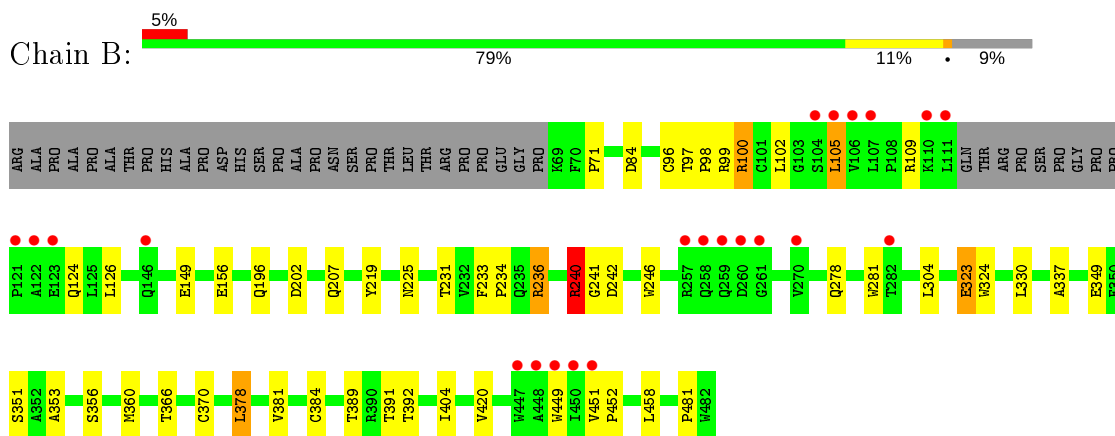 5%
Chain B:
79% 11% • 9%
ARG ALA PRO ALA PRO ALA THR PRO HIS ALA PRO ASP HIS SER PRO ALA PRO ASN SER PRO THR LEU THR ARG PRO PRO GLU GLY PRO K69 F70 P71 D84 C96 T97 P98 R99 R100 C101 L102 G103 S104 L105 V106 L107 P108 R109 K110 L111 GLN THR ARG PRO SER PRO GLY PRO PRO
P121 A122 E123 Q124 L125 L126 Q146 E149 E156 Q196 D202 Q207 Y219 N225 T231 V232 F233 P234 Q235 R236 R240 G241 D242 W246 R257 Q258 Q259 D260 G261 V270 Q278 W281 T282 L304 E323 W324 L330 A337 E349
S351 A352 A353 S356 M360 T366 C370 L378 V381 C384 T389 R390 T391 T392 I404 V420 W447 A448 W449 I450 V451 P452 L458 P481 W482